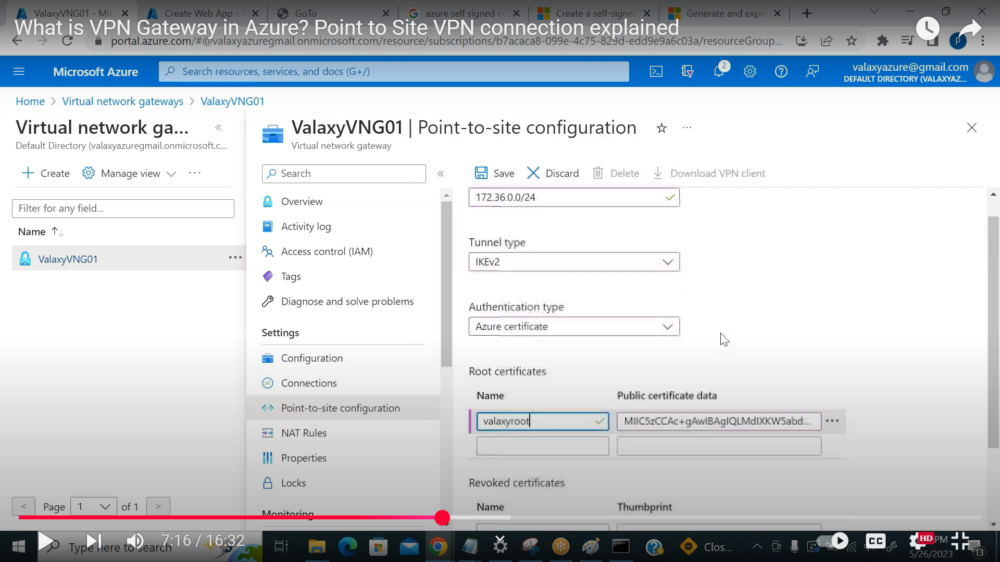 ValaxyVNG01 - Mic
Create Web App -
GoTo
azure self signed ce
Create a self-signe
Generate and expo
What is VPN Gateway in Azure? Point to Site VPN connection explained
portal.azure.com/#@valaxyazuregmail.onmicrosoft.com/resource/subscriptions/b7acaca8-099e-4c75-829d-edd9e9a6c03a/resourceGroup...
p
Microsoft Azure
Search resources, services, and docs (G+/)
2
valaxyazure@gmail.com
DEFAULT DIRECTORY (VALAXYAZ...
Home > Virtual network gateways > ValaxyVNG01
Virtual network ga...
«
Default Directory (valaxyazuregmail.onmicrosoft.c...
Create
Manage view
...
Filter for any field...
Name
ValaxyVNG01
...
< Page 1 of 1 >
ValaxyVNG01 | Point-to-site configuration
...
Virtual network gateway
Search
«
Overview
Activity log
Access control (IAM)
Tags
Diagnose and solve problems
Settings
Configuration
Connections
Point-to-site configuration
NAT Rules
Properties
Locks
Monitoring
Save
Discard
Delete
Download VPN client
172.36.0.0/24
Tunnel type
IKEv2
Authentication type
Azure certificate
Root certificates
Name
Public certificate data
valaxyroot
MIIC5zCCAc+gAwIBAgIQLMdIXKW5abd...
...
Revoked certificates
Name
Thumbprint
7:16 / 16:32
Type here to search
Clos...
CC
HD
PM
5/26/2023
13